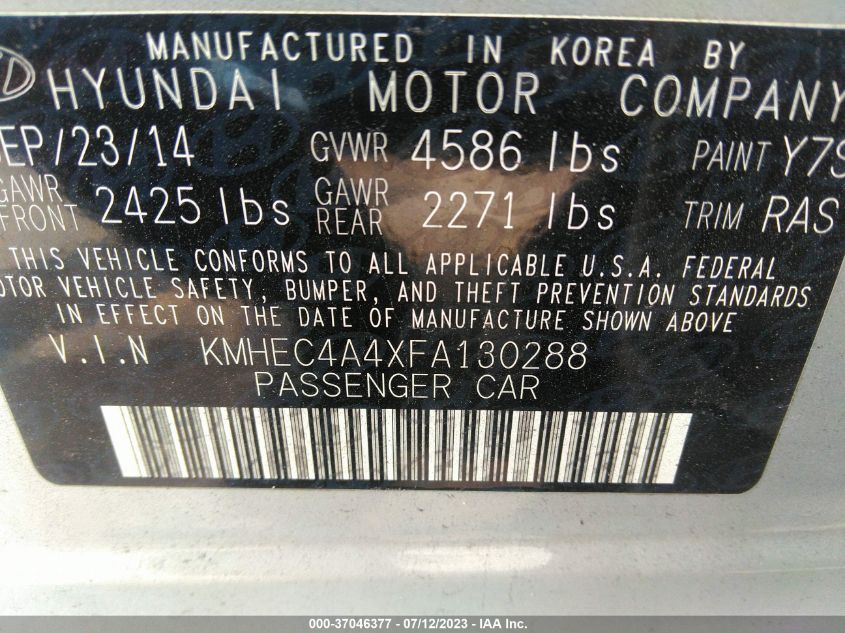 MANUFACTURED IN KOREA BY
HYUNDAI MOTOR COMPANY
SEP/23/14 GVWR 4586 lbs PAINT Y7S
GAWR FRONT 2425 lbs GAWR REAR 2271 lbs TRIM RAS
THIS VEHICLE CONFORMS TO ALL APPLICABLE U.S.A. FEDERAL
MOTOR VEHICLE SAFETY, BUMPER, AND THEFT PREVENTION STANDARDS
IN EFFECT ON THE DATE OF MANUFACTURE SHOWN ABOVE
V.I.N KMHEC4A4XFA130288
PASSENGER CAR
000-37046377 - 07/12/2023 - IAA Inc.